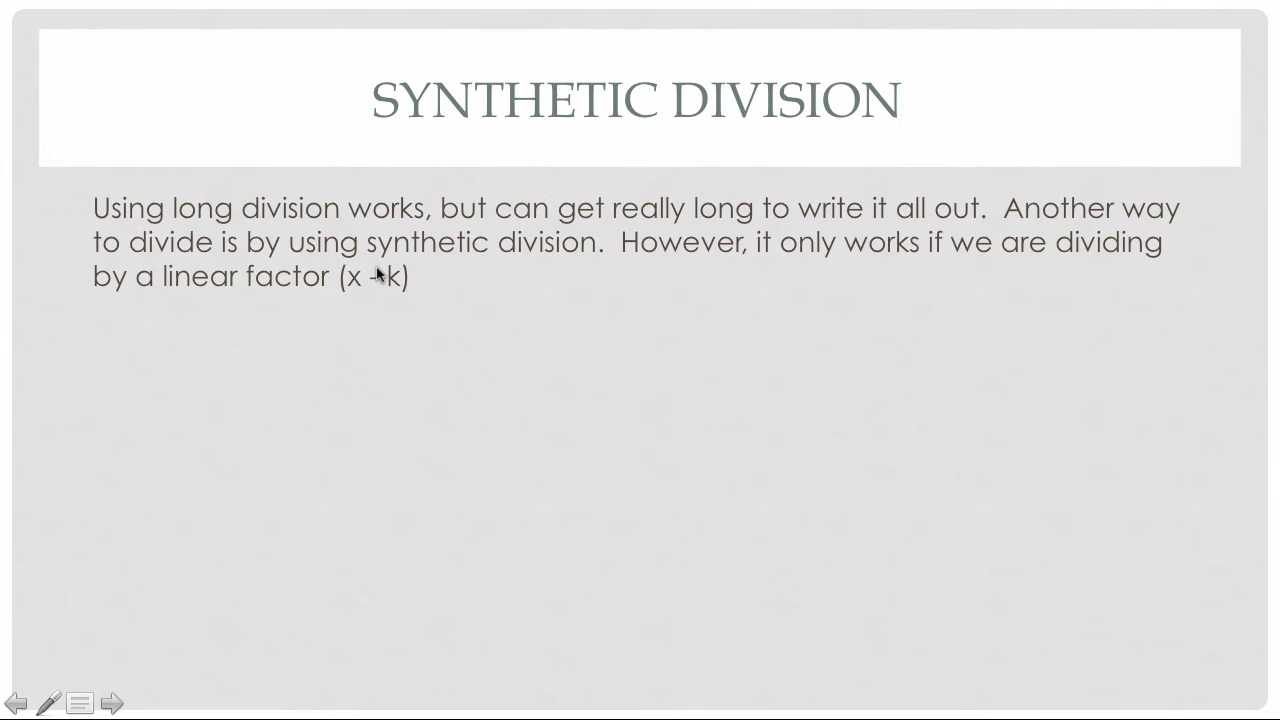 SYNTHETIC DIVISION
Using long division works, but can get really long to write it all out.  Another way
to divide is by using synthetic division.  However, it only works if we are dividing
by a linear factor (x - k)